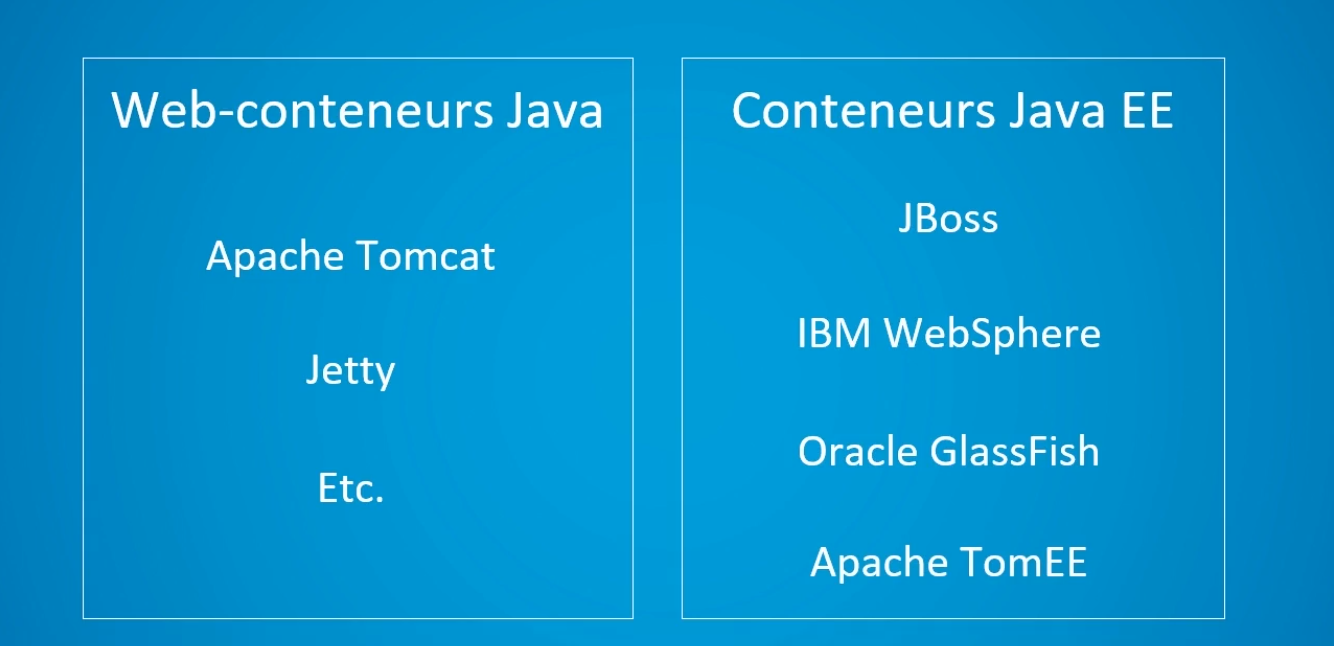 Web-conteneurs Java
Apache Tomcat
Jetty
Etc.
Conteneurs Java EE
JBoss
IBM WebSphere
Oracle GlassFish
Apache TomEE